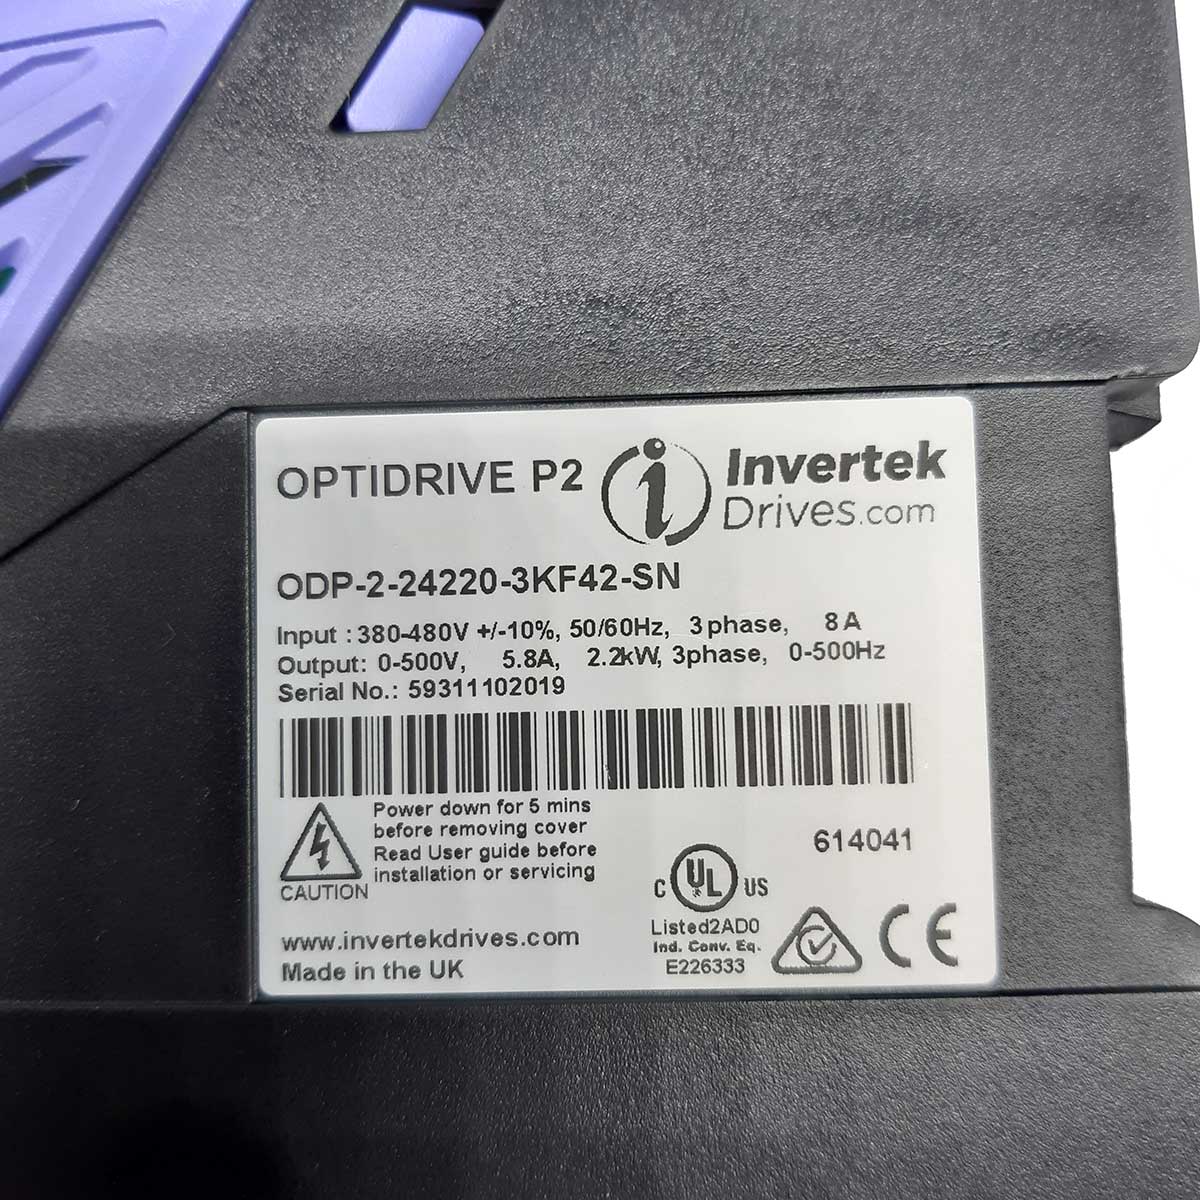 OPTIDRIVE P2
i Invertek
Drives.com
ODP-2-24220-3KF42-SN
Input : 380-480V +/-10%, 50/60Hz, 3 phase, 8 A
Output: 0-500V, 5.8A, 2.2kW, 3phase, 0-500Hz
Serial No.: 59311102019
Power down for 5 mins
before removing cover
Read User guide before
installation or servicing
CAUTION
614041
C UL US
Listed2AD0
Ind. Conv. Eq.
E226333
CE
www.invertekdrives.com
Made in the UK